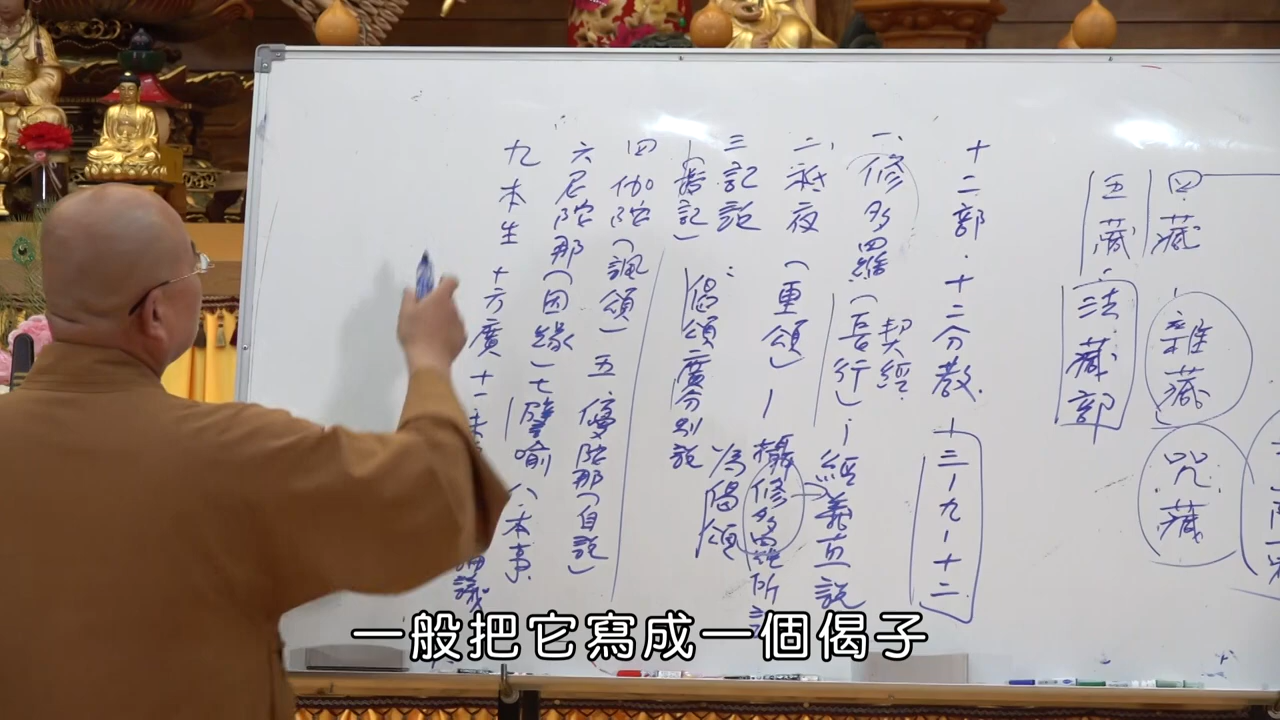 四藏－雜藏
咒藏
五藏－法藏部
十二部．十二分教．
三－九－十二
一、修多羅（長行）；經義直說
契經
二、祇夜（重頌）－攝修多羅所
為偈頌
三記說：偈頌廣分別說
記）
四伽陀（諷頌）五、優陀那（自說）
六尼陀那（因緣）七譬喻八、本事．
九本生 十方廣 十一
論議
一般把它寫成一個偈子